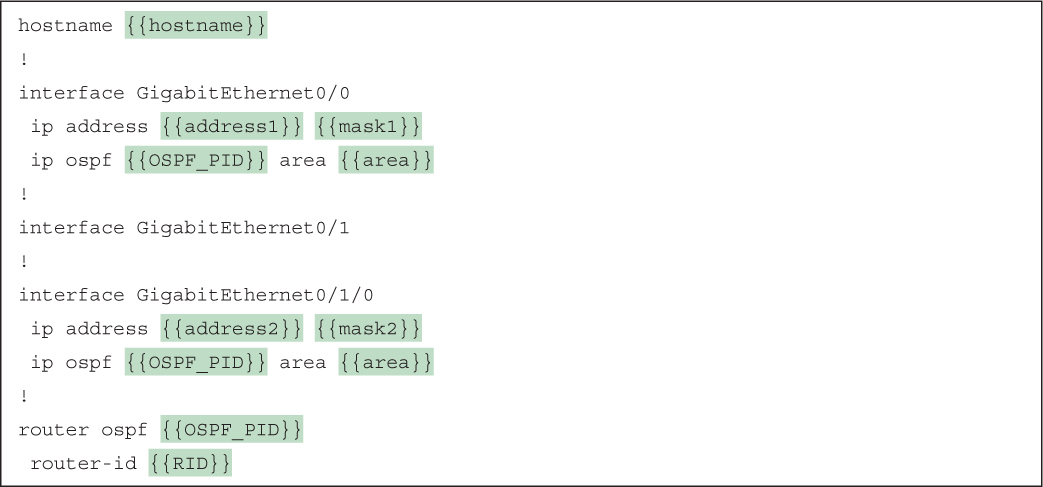 hostname {{hostname}}
!
interface GigabitEthernet0/0
 ip address {{address1}} {{mask1}}
 ip ospf {{OSPF_PID}} area {{area}}
!
interface GigabitEthernet0/1
!
interface GigabitEthernet0/1/0
 ip address {{address2}} {{mask2}}
 ip ospf {{OSPF_PID}} area {{area}}
!
router ospf {{OSPF_PID}}
 router-id {{RID}}